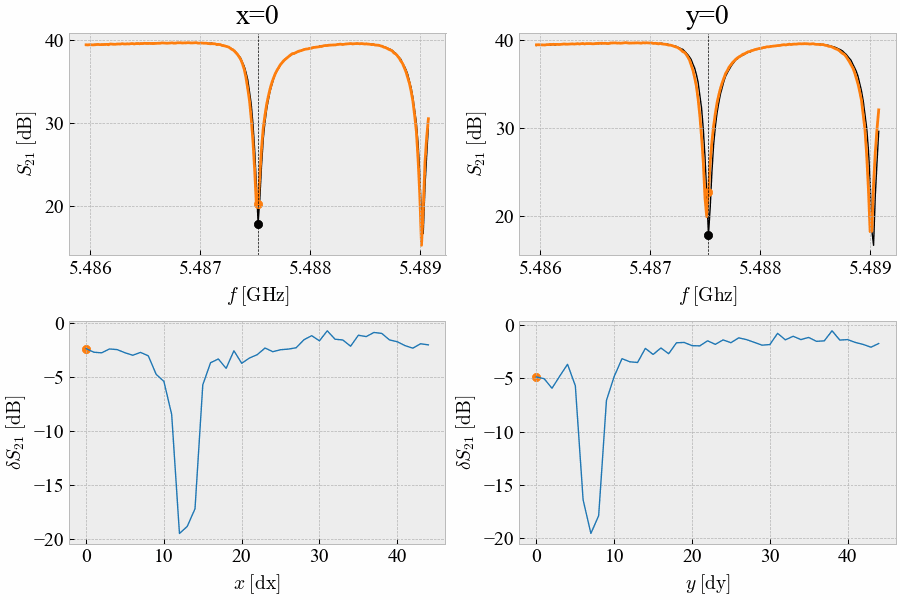 x=0
40
30
20
S21 [dB]
5.486 5.487 5.488 5.489
f [GHz]
y=0
40
30
20
S21 [dB]
5.486 5.487 5.488 5.489
f [Ghz]
0
−5
−10
−15
−20
δS21 [dB]
0 10 20 30 40
x [dx]
0
−5
−10
−15
−20
δS21 [dB]
0 10 20 30 40
y [dy]